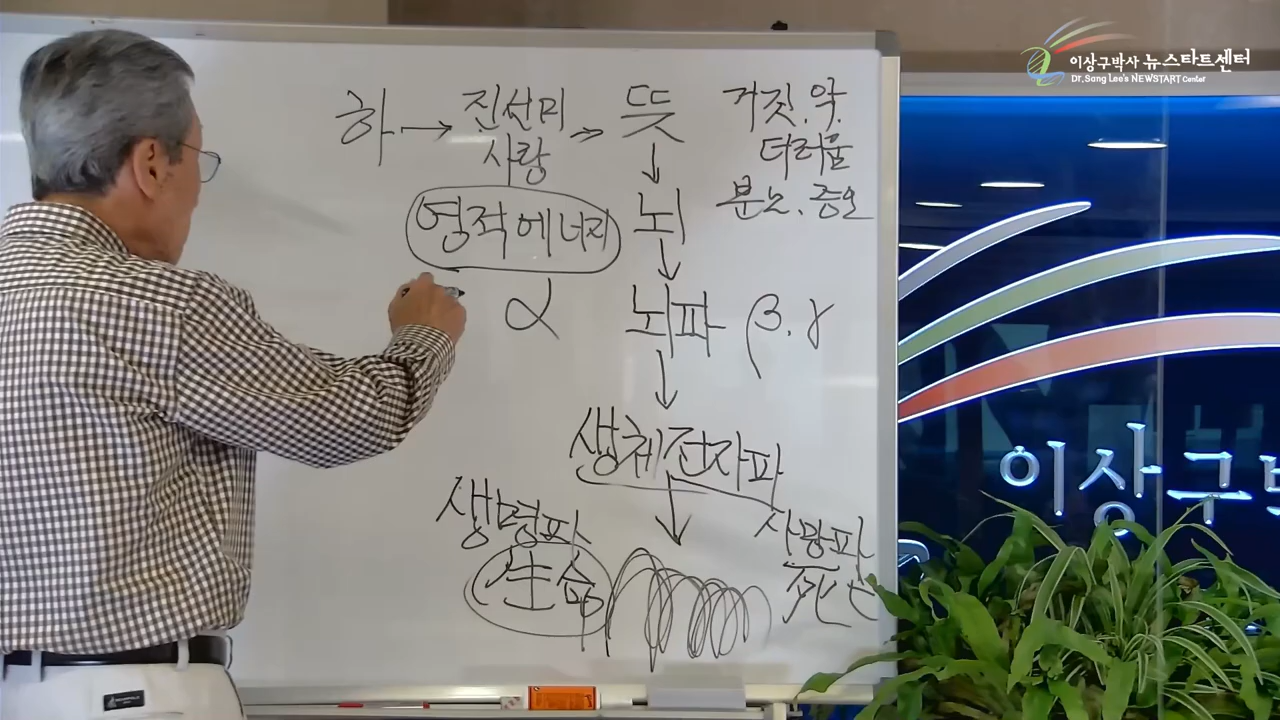 이상구박사 뉴스타트센터
Dr. Sang Lee's NEWSTART Center
하 → 진선미 → 뜻
사랑
거짓. 악.
더러움
분노. 증오
↓
영적에너지
뇌
↓
α
뇌파
β. γ
↓
생체전자파
↓
생명파
生命
사망파
死亡
이상구박